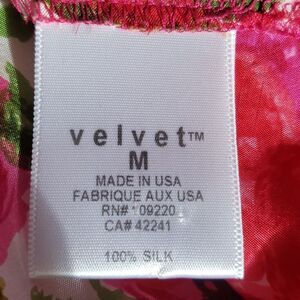 velvet™
M
MADE IN USA
FABRIQUE AUX USA
RN# 109220
CA# 42241
100% SILK